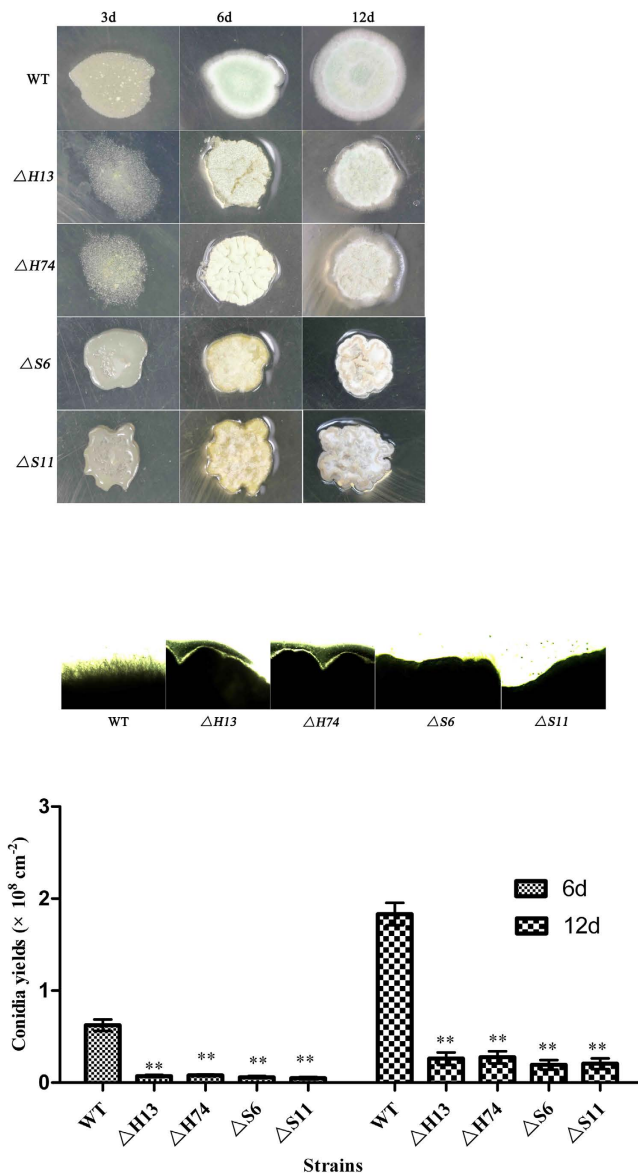 3d 6d 12d
WT
△H13
△H74
△S6
△S11
WT △H13 △H74 △S6 △S11
Conidia yields (× 10⁸ cm⁻²)
3
2
1
0
6d
12d
** ** ** ** ** ** ** **
WT △H13 △H74 △S6 △S11 WT △H13 △H74 △S6 △S11
Strains